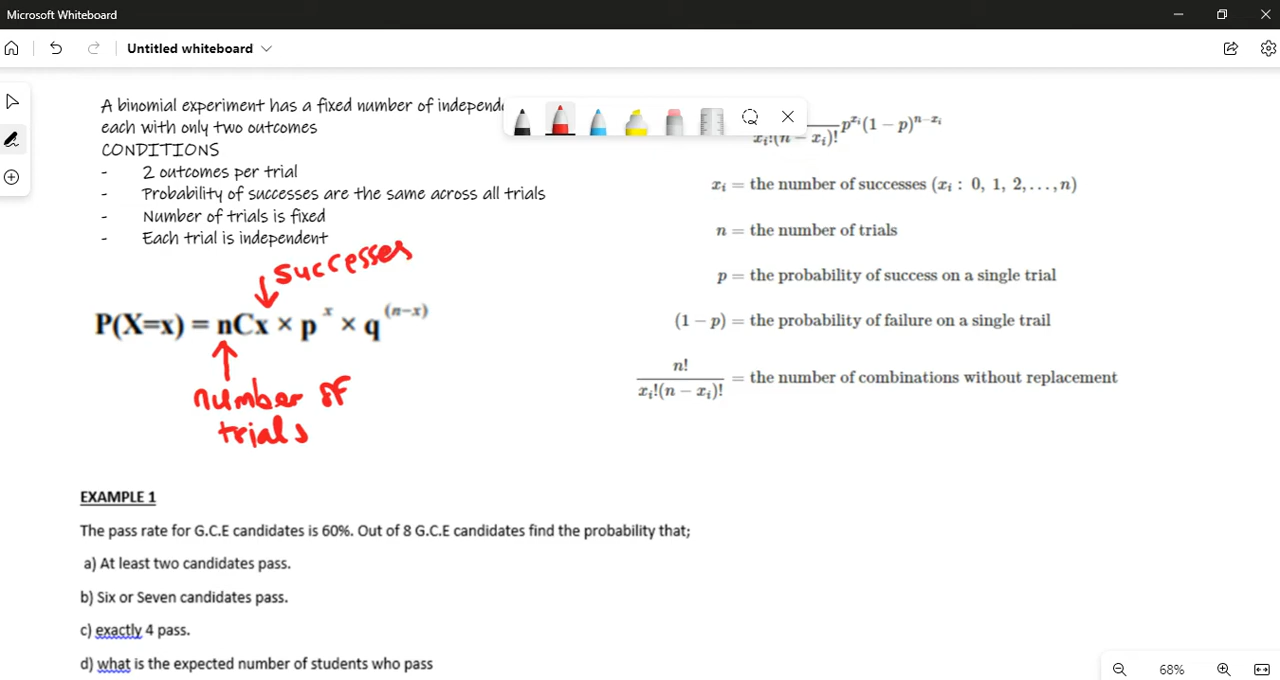 Microsoft Whiteboard
Untitled whiteboard
A binomial experiment has a fixed number of
each with only two outcomes
CONDITIONS
- 2 outcomes per trial
- Probability of successes are the same across all trials
- Number of trials is fixed
- Each trial is independent
successes
P(X=x) = nCx × p^x × q^(n-x)
number of
trials
x_i!(n − x_i)! p^{x_i}(1 − p)^{n−x_i}
x_i = the number of successes (x_i : 0, 1, 2, . . . , n)
n = the number of trials
p = the probability of success on a single trial
(1 − p) = the probability of failure on a single trail
n!
x_i!(n − x_i)! = the number of combinations without replacement
EXAMPLE 1
The pass rate for G.C.E candidates is 60%. Out of 8 G.C.E candidates find the probability that;
a) At least two candidates pass.
b) Six or Seven candidates pass.
c) exactly 4 pass.
d) what is the expected number of students who pass
68%